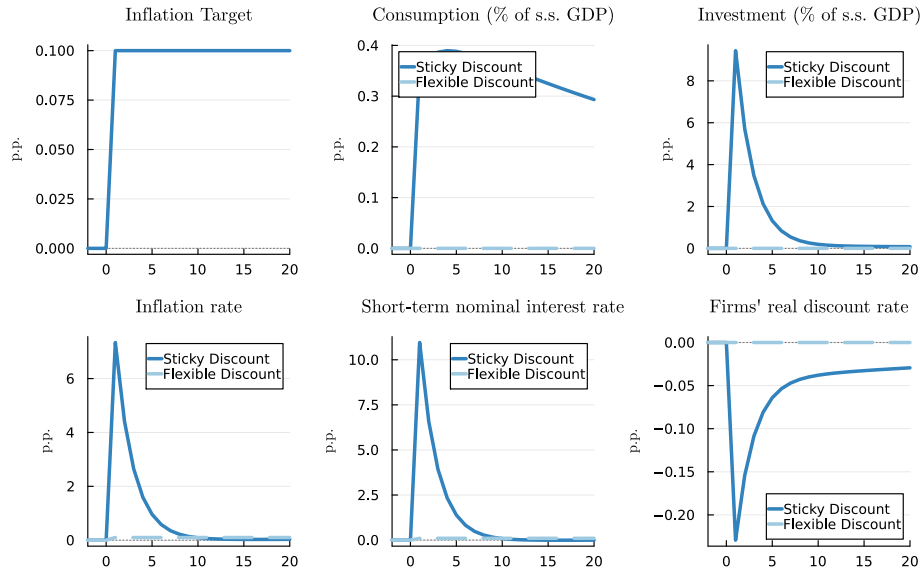 Inflation Target
p.p.
0.100
0.075
0.050
0.025
0.000
0 5 10 15 20
Consumption (% of s.s. GDP)
p.p.
0.4
0.3
0.2
0.1
0.0
Sticky Discount
Flexible Discount
0 5 10 15 20
Investment (% of s.s. GDP)
p.p.
8
6
4
2
0
Sticky Discount
Flexible Discount
0 5 10 15 20
Inflation rate
p.p.
6
4
2
0
Sticky Discount
Flexible Discount
0 5 10 15 20
Short-term nominal interest rate
p.p.
10.0
7.5
5.0
2.5
0.0
Sticky Discount
Flexible Discount
0 5 10 15 20
Firms' real discount rate
p.p.
0.00
−0.05
−0.10
−0.15
−0.20
Sticky Discount
Flexible Discount
0 5 10 15 20